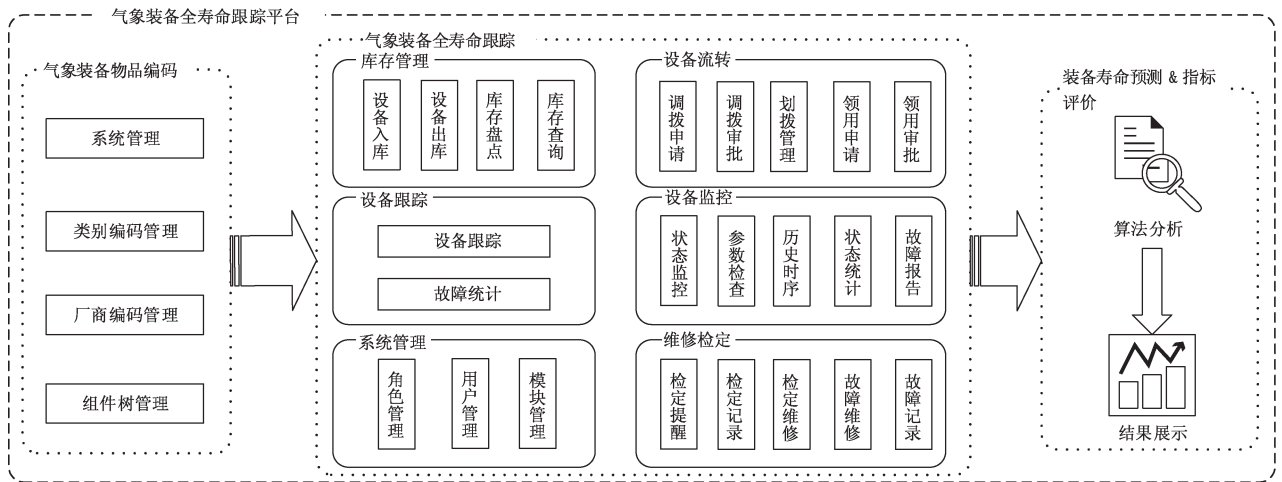 气象装备全寿命跟踪平台
气象装备物品编码
系统管理
类别编码管理
厂商编码管理
组件树管理
气象装备全寿命跟踪
库存管理
设备入库
设备出库
库存盘点
库存查询
设备流转
调拨申请
调拨审批
划拨管理
领用申请
领用审批
设备跟踪
设备跟踪
故障统计
设备监控
状态监控
参数检查
历史时序
状态统计
故障报告
系统管理
角色管理
用户管理
模块管理
维修检定
检定提醒
检定记录
检定维修
故障维修
故障记录
装备寿命预测 & 指标
评价
算法分析
结果展示